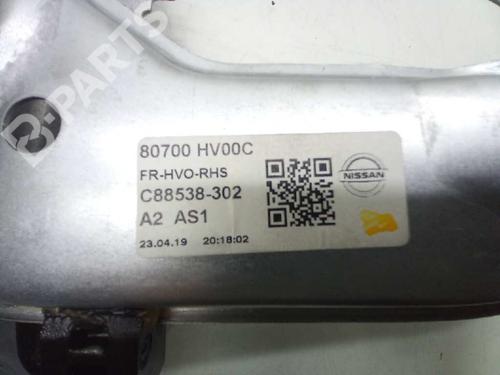 B-PARTS
80700 HV00C
FR-HVO-RHS
C88538-302
A2 AS1
23.04.19 20:18:02
NISSAN